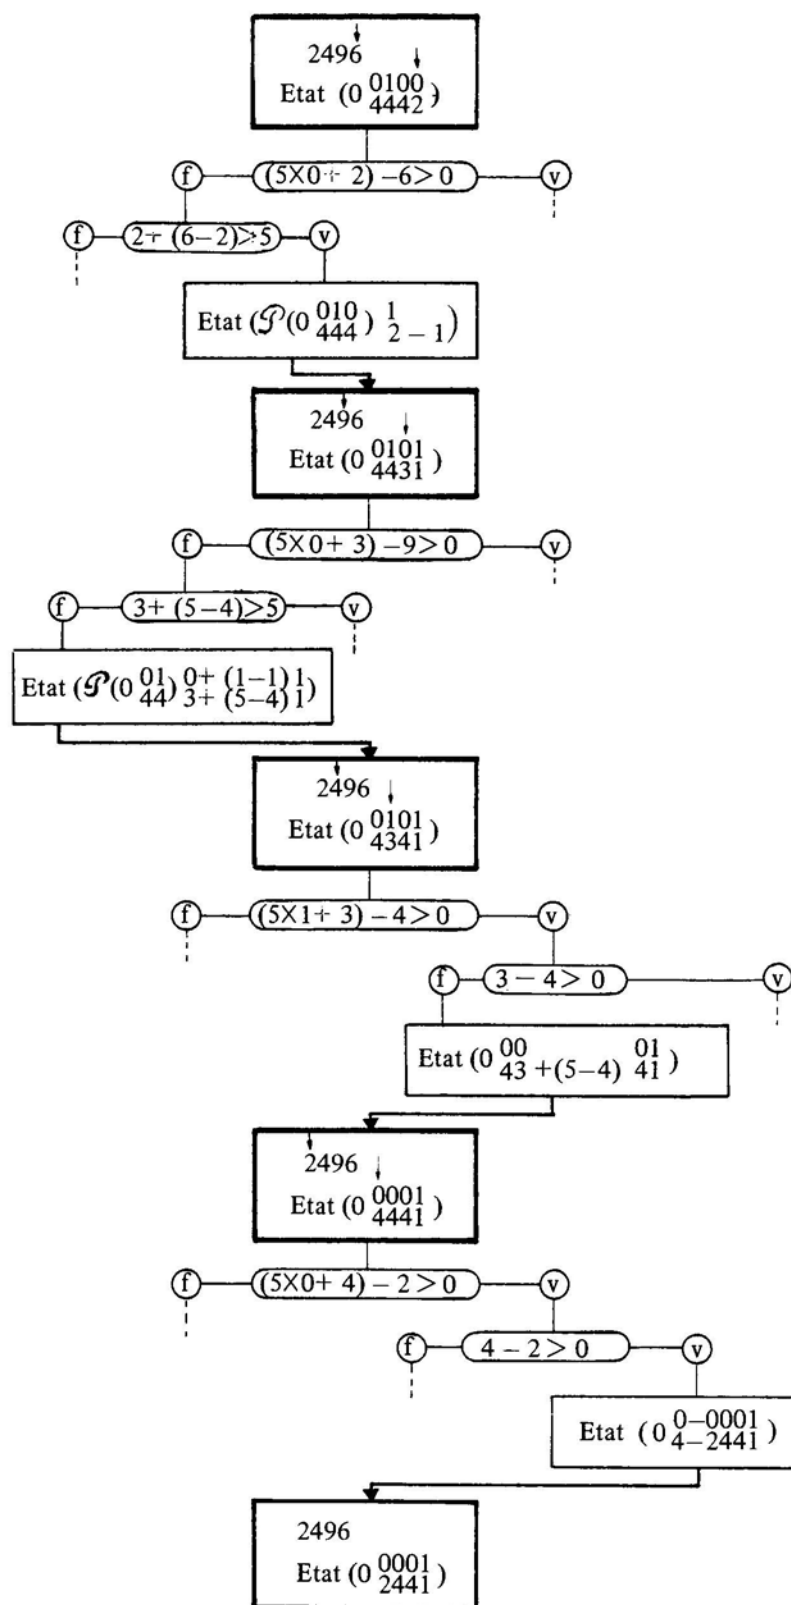 2496
Etat (0 0100
4442)
f (5×0+ 2) −6> 0 v
f 2+ (6−2)>5 v
Etat (𝒫(0 010
444) 1
2 − 1)
2496
Etat (0 0101
4431)
f (5×0+ 3) −9> 0 v
f 3+ (5−4)>5 v
Etat (𝒫(0 01
44) 0+ (1−1) 1
3+ (5−4) 1)
2496
Etat (0 0101
4341)
f (5×1+ 3) − 4> 0 v
f 3 − 4> 0 v
Etat (0 00
43 +(5−4) 01
41)
2496
Etat (0 0001
4441)
f (5×0+ 4) − 2> 0 v
f 4 − 2> 0 v
Etat (0 0−0001
4−2441)
2496
Etat (0 0001
2441)